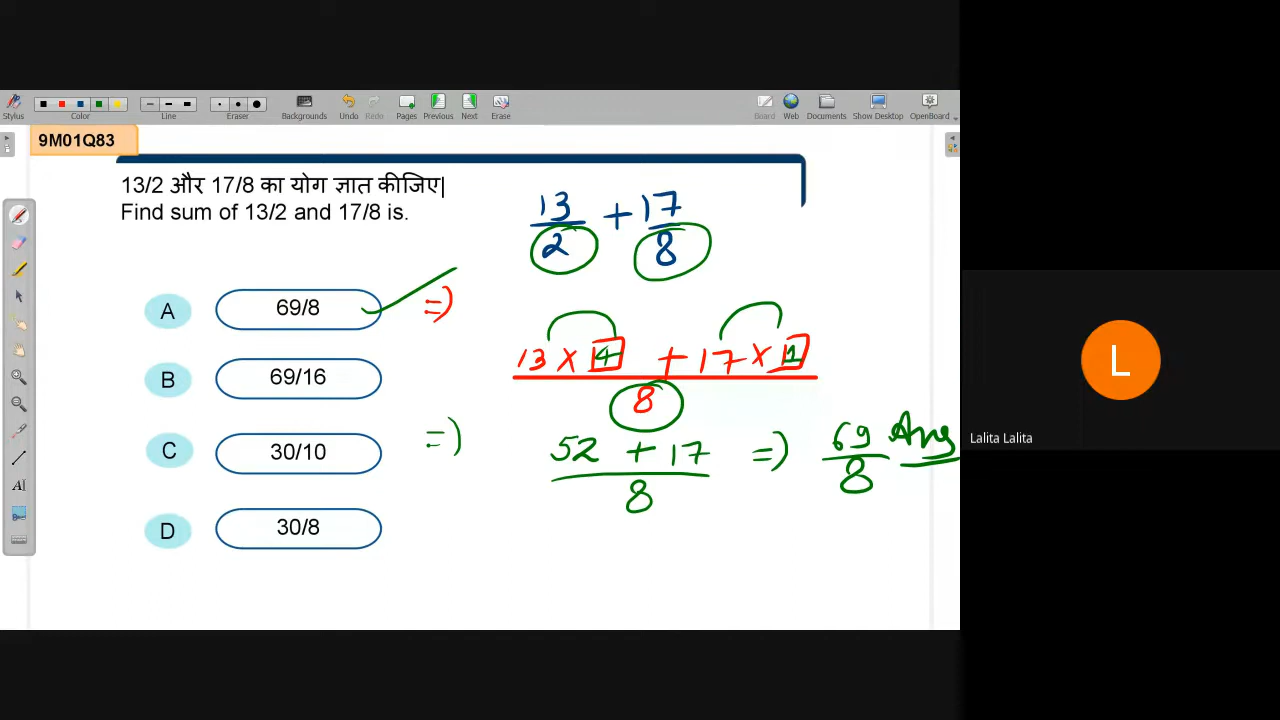 Stylus Color Line Eraser Backgrounds Undo Redo Pages Previous Next Erase Board Web Documents Show Desktop OpenBoard
9M01Q83
13/2 और 17/8 का योग ज्ञात कीजिए|
Find sum of 13/2 and 17/8 is.
13/2 + 17/8
A 69/8
=)
13 × 4 + 17 × 1
8
B 69/16
=) 52 + 17 =) 69 Ans
8 8
C 30/10
D 30/8
L
Lalita Lalita